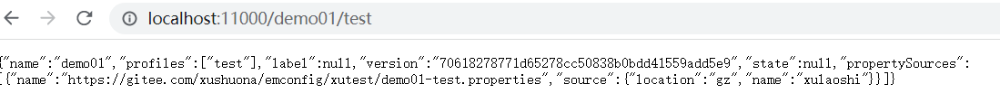 localhost:11000/demo01/test
{"name":"demo01","profiles":["test"],"label":null,"version":"70618278771d65278cc50838b0bdd41559add5e9","state":null,"propertySources":
[{"name":"https://gitee.com/xushuona/emconfig/xutest/demo01-test.properties","source":{"location":"gz","name":"xulaoshi"}}]}